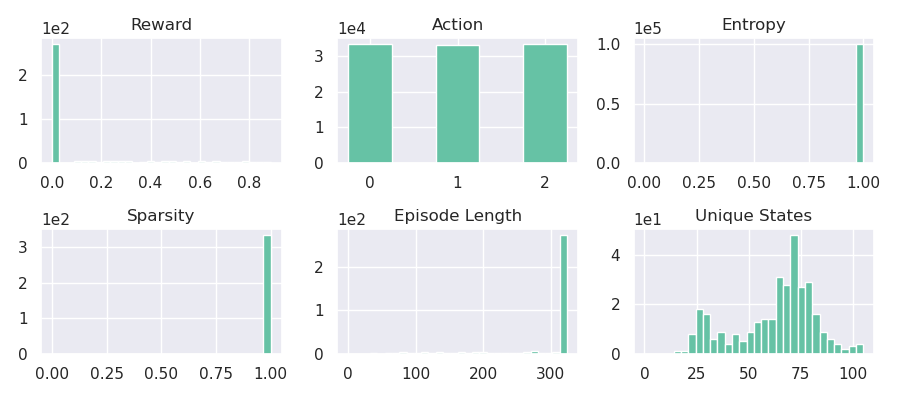 Reward
1e2
2
1
0
0.0 0.2 0.4 0.6 0.8
Action
1e4
3
2
1
0
0 1 2
Entropy
1e5
1.0
0.5
0.0
0.00 0.25 0.50 0.75 1.00
Sparsity
1e2
3
2
1
0
0.00 0.25 0.50 0.75 1.00
Episode Length
1e2
2
1
0
0 100 200 300
Unique States
1e1
4
2
0
0 25 50 75 100